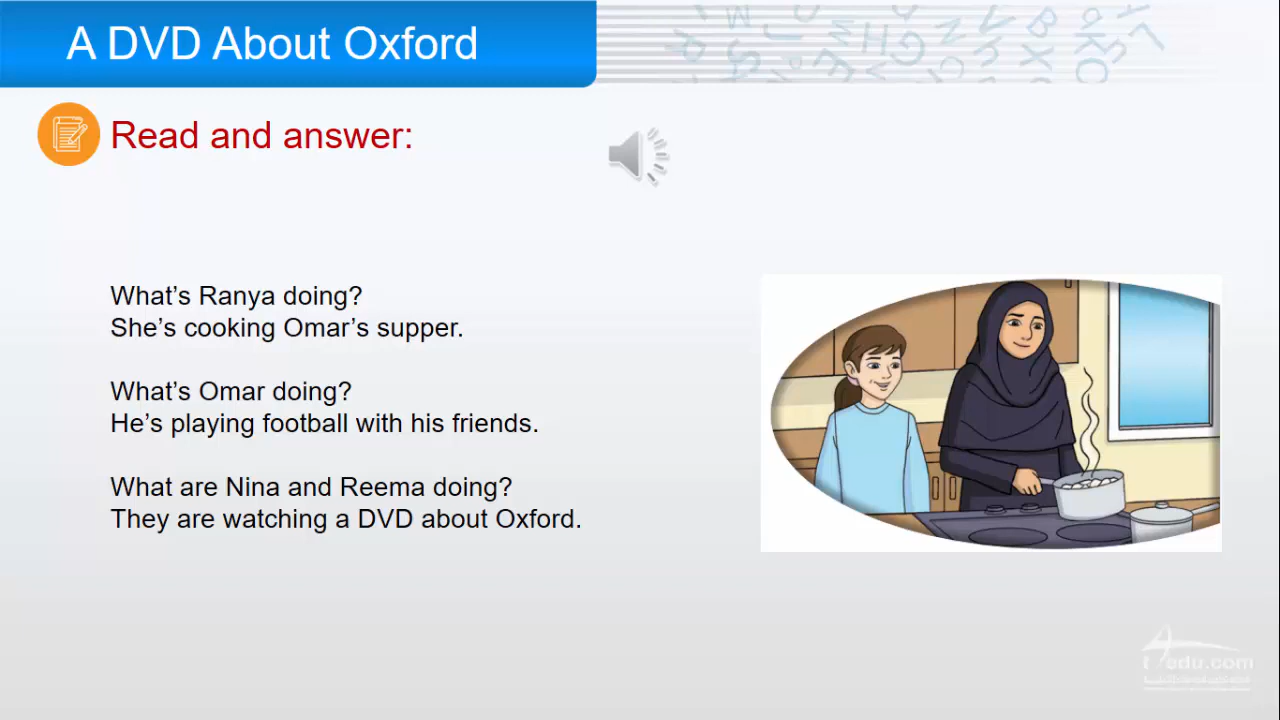 A DVD About Oxford
Read and answer:
What’s Ranya doing?
She’s cooking Omar’s supper.
What’s Omar doing?
He’s playing football with his friends.
What are Nina and Reema doing?
They are watching a DVD about Oxford.